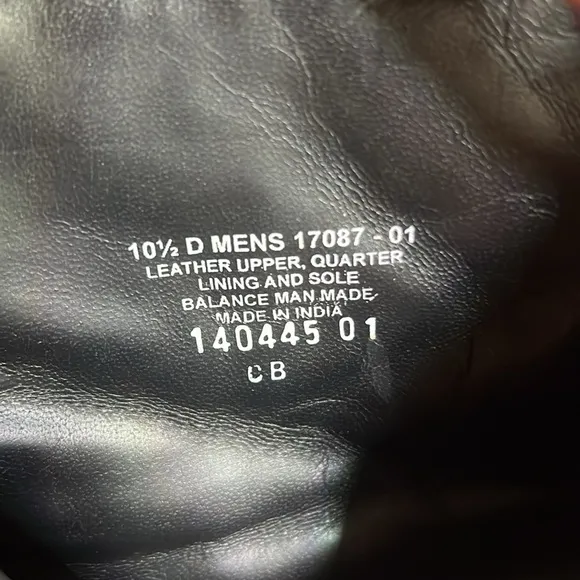 10½ D MENS 17087 - 01
LEATHER UPPER, QUARTER
LINING AND SOLE
BALANCE MAN MADE
MADE IN INDIA
140445 01
CB